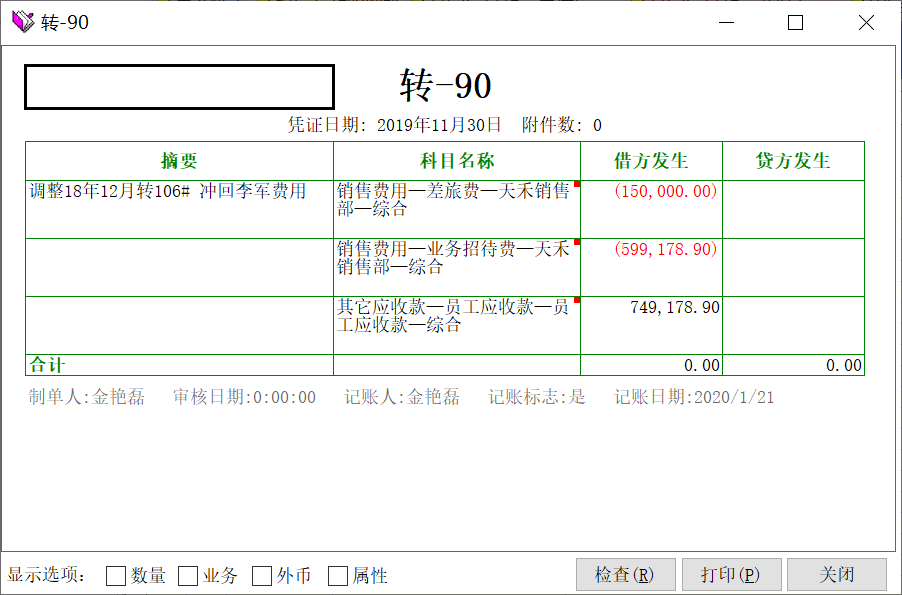 转-90
转-90
凭证日期: 2019年11月30日 附件数: 0
摘要 科目名称 借方发生 贷方发生
调整18年12月转106# 冲回李军费用 销售费用—差旅费—天禾销售 (150,000.00)
部—综合
销售费用—业务招待费—天禾 (599,178.90)
销售部—综合
其它应收款—员工应收款—员 749,178.90
工应收款—综合
合计 0.00 0.00
制单人:金艳磊 审核日期:0:00:00 记账人:金艳磊 记账标志:是 记账日期:2020/1/21
显示选项: 数量 业务 外币 属性 检查(R) 打印(P) 关闭